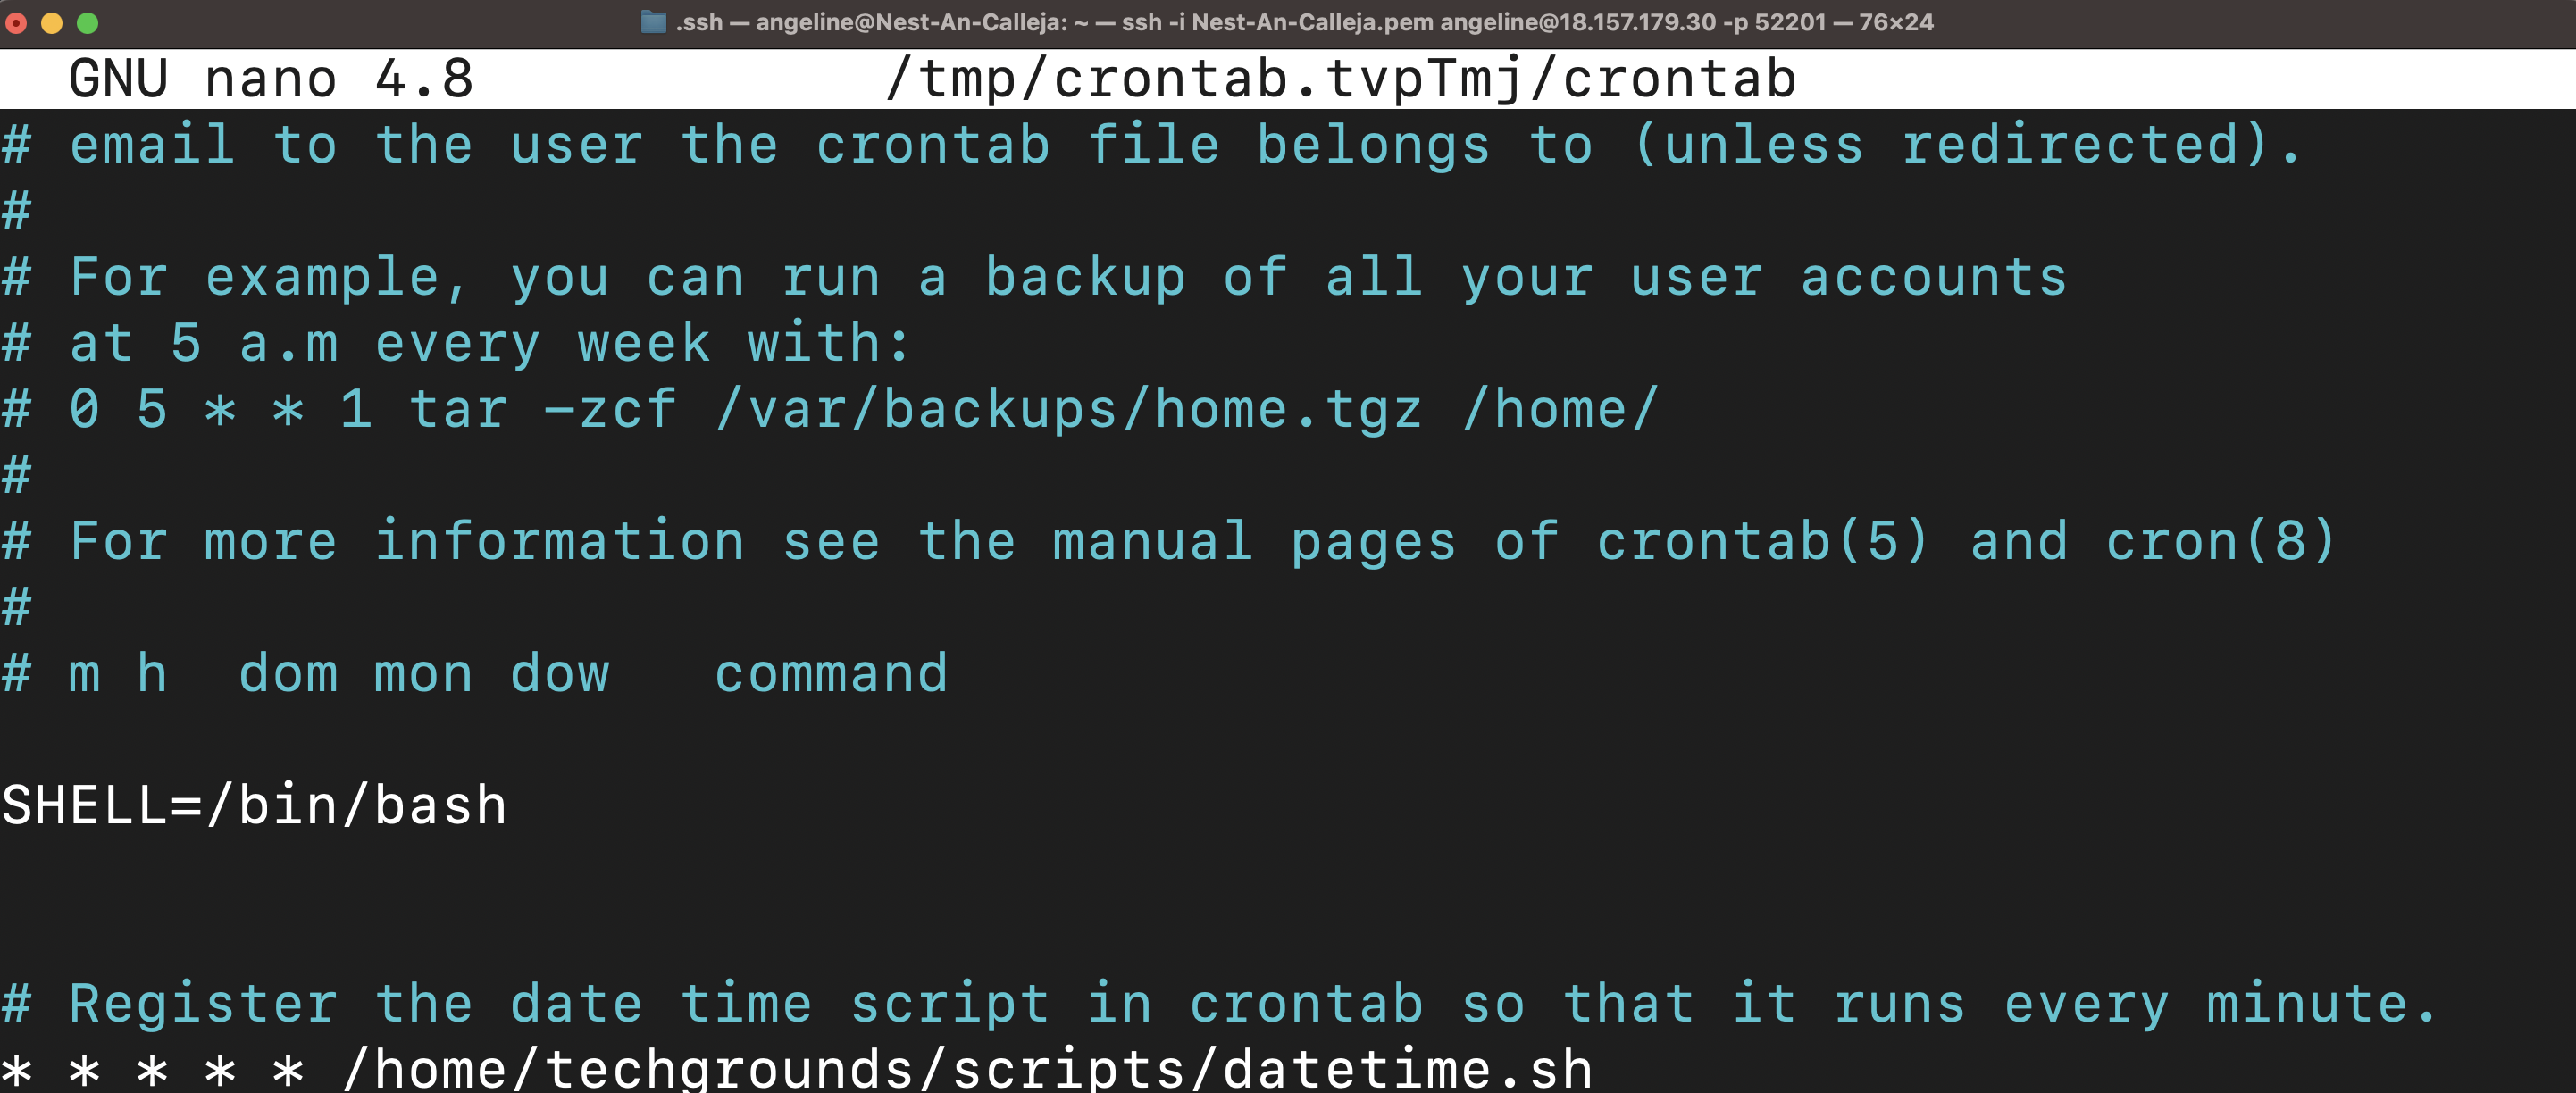 .ssh — angeline@Nest-An-Calleja: ~ — ssh -i Nest-An-Calleja.pem angeline@18.157.179.30 -p 52201 — 76×24
GNU nano 4.8 /tmp/crontab.tvpTmj/crontab
# email to the user the crontab file belongs to (unless redirected).
#
# For example, you can run a backup of all your user accounts
# at 5 a.m every week with:
# 0 5 * * 1 tar -zcf /var/backups/home.tgz /home/
#
# For more information see the manual pages of crontab(5) and cron(8)
#
# m h  dom mon dow   command
SHELL=/bin/bash
# Register the date time script in crontab so that it runs every minute.
* * * * * /home/techgrounds/scripts/datetime.sh